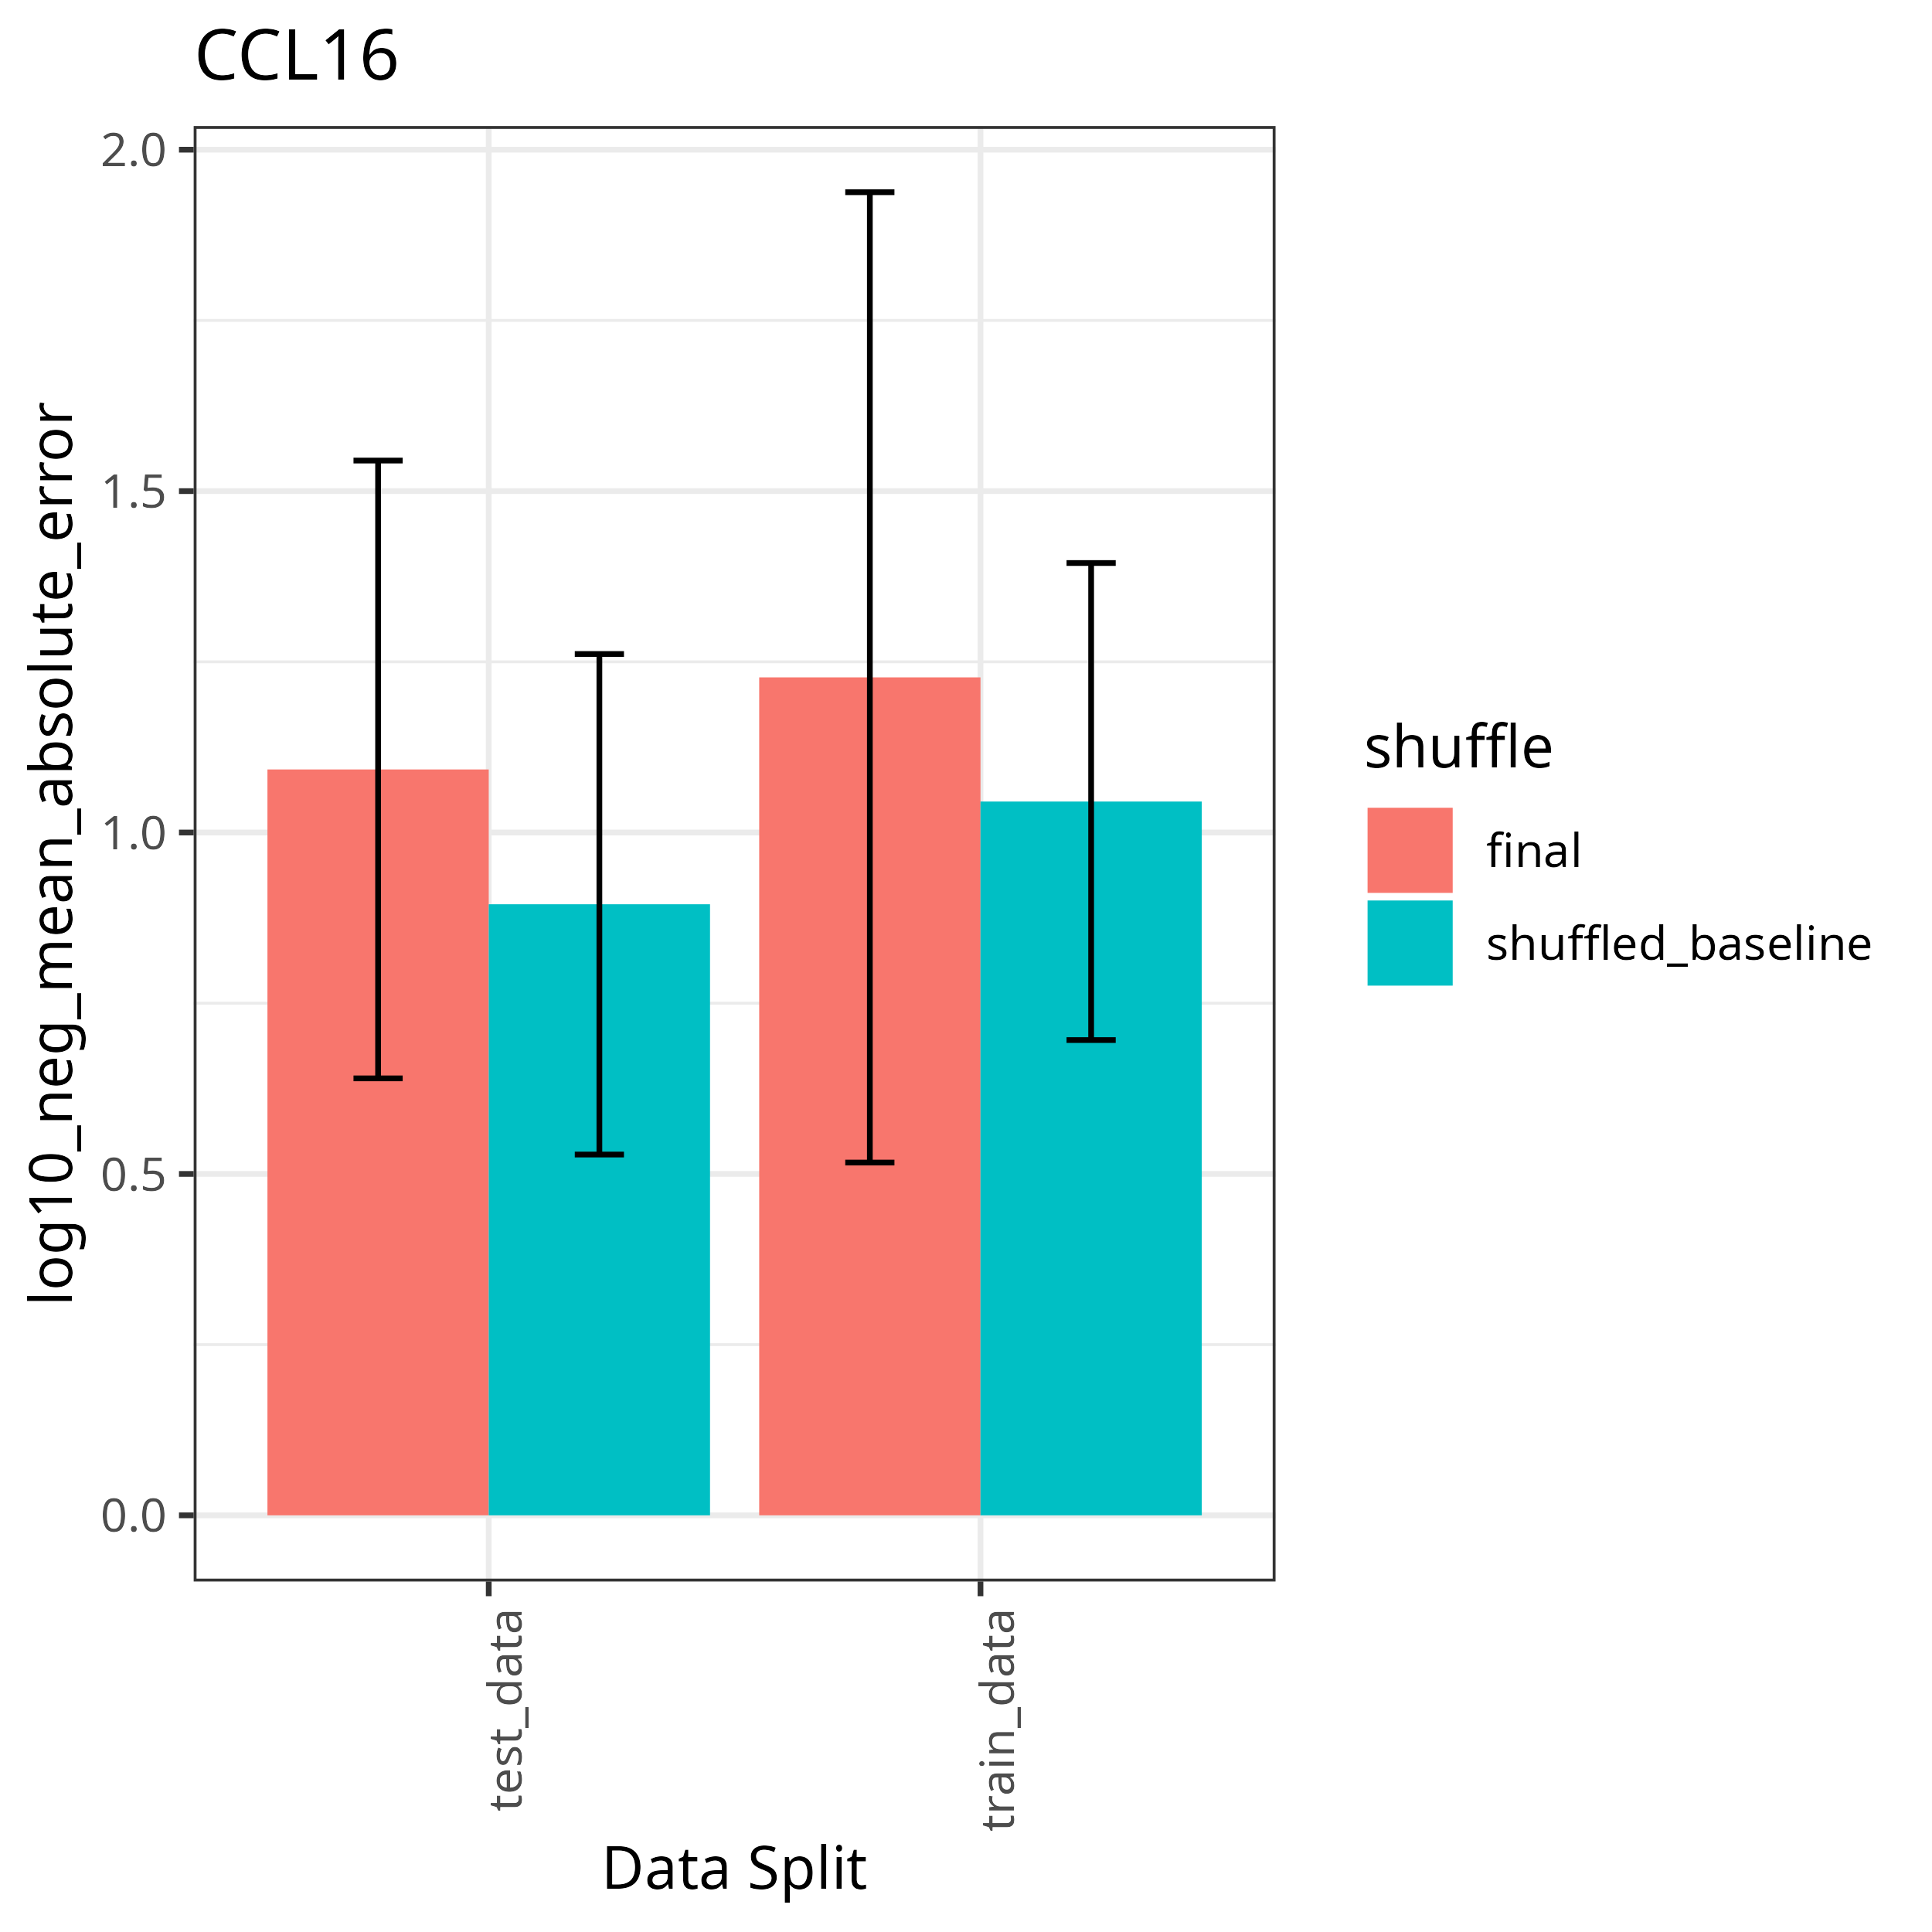 CCL16
log10_neg_mean_absolute_error
2.0
1.5
1.0
0.5
0.0
test_data
train_data
Data Split
shuffle
final
shuffled_baseline